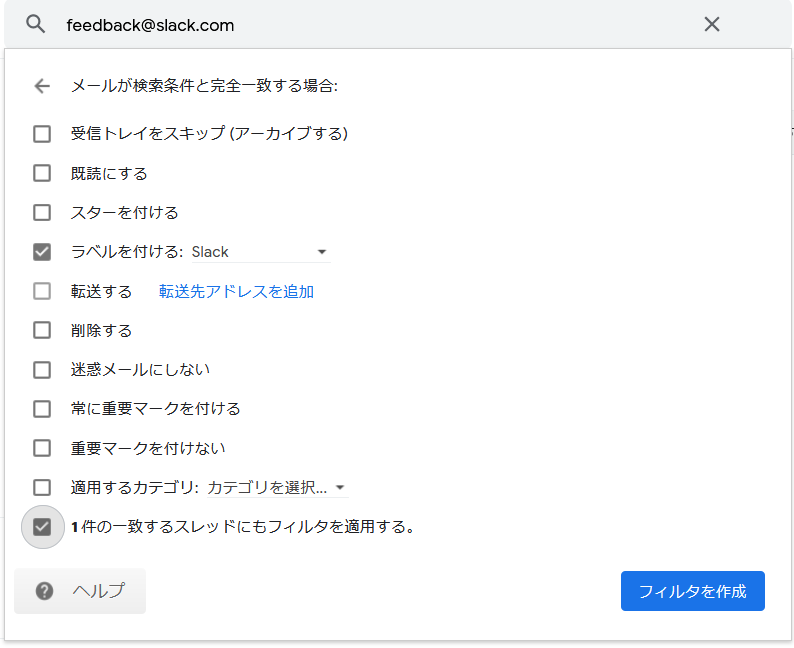 feedback@slack.com
メールが検索条件と完全一致する場合:
受信トレイをスキップ (アーカイブする)
既読にする
スターを付ける
ラベルを付ける: Slack
転送する 転送先アドレスを追加
削除する
迷惑メールにしない
常に重要マークを付ける
重要マークを付けない
適用するカテゴリ: カテゴリを選択...
1 件の一致するスレッドにもフィルタを適用する。
ヘルプ
フィルタを作成